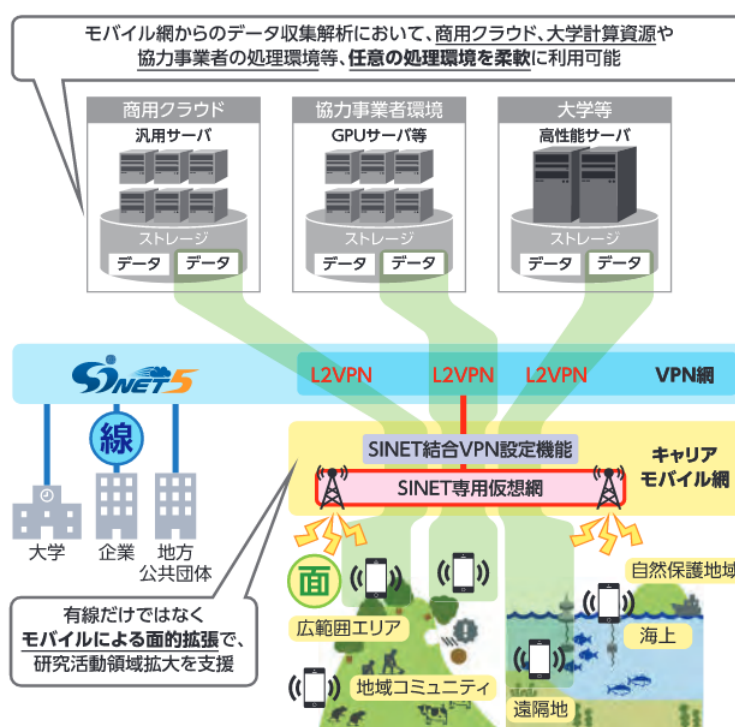 モバイル網からのデータ収集解析において、商用クラウド、大学計算資源や
協力事業者の処理環境等、任意の処理環境を柔軟に利用可能
商用クラウド
汎用サーバ
ストレージ
データ
データ
協力事業者環境
GPUサーバ等
ストレージ
データ
データ
大学等
高性能サーバ
ストレージ
データ
データ
SINET5
L2VPN
L2VPN
L2VPN
VPN網
線
大学
企業
地方
公共団体
SINET結合VPN設定機能
SINET専用仮想網
キャリア
モバイル網
面
広範囲エリア
地域コミュニティ
自然保護地域
海上
遠隔地
有線だけではなく
モバイルによる面的拡張で、
研究活動領域拡大を支援